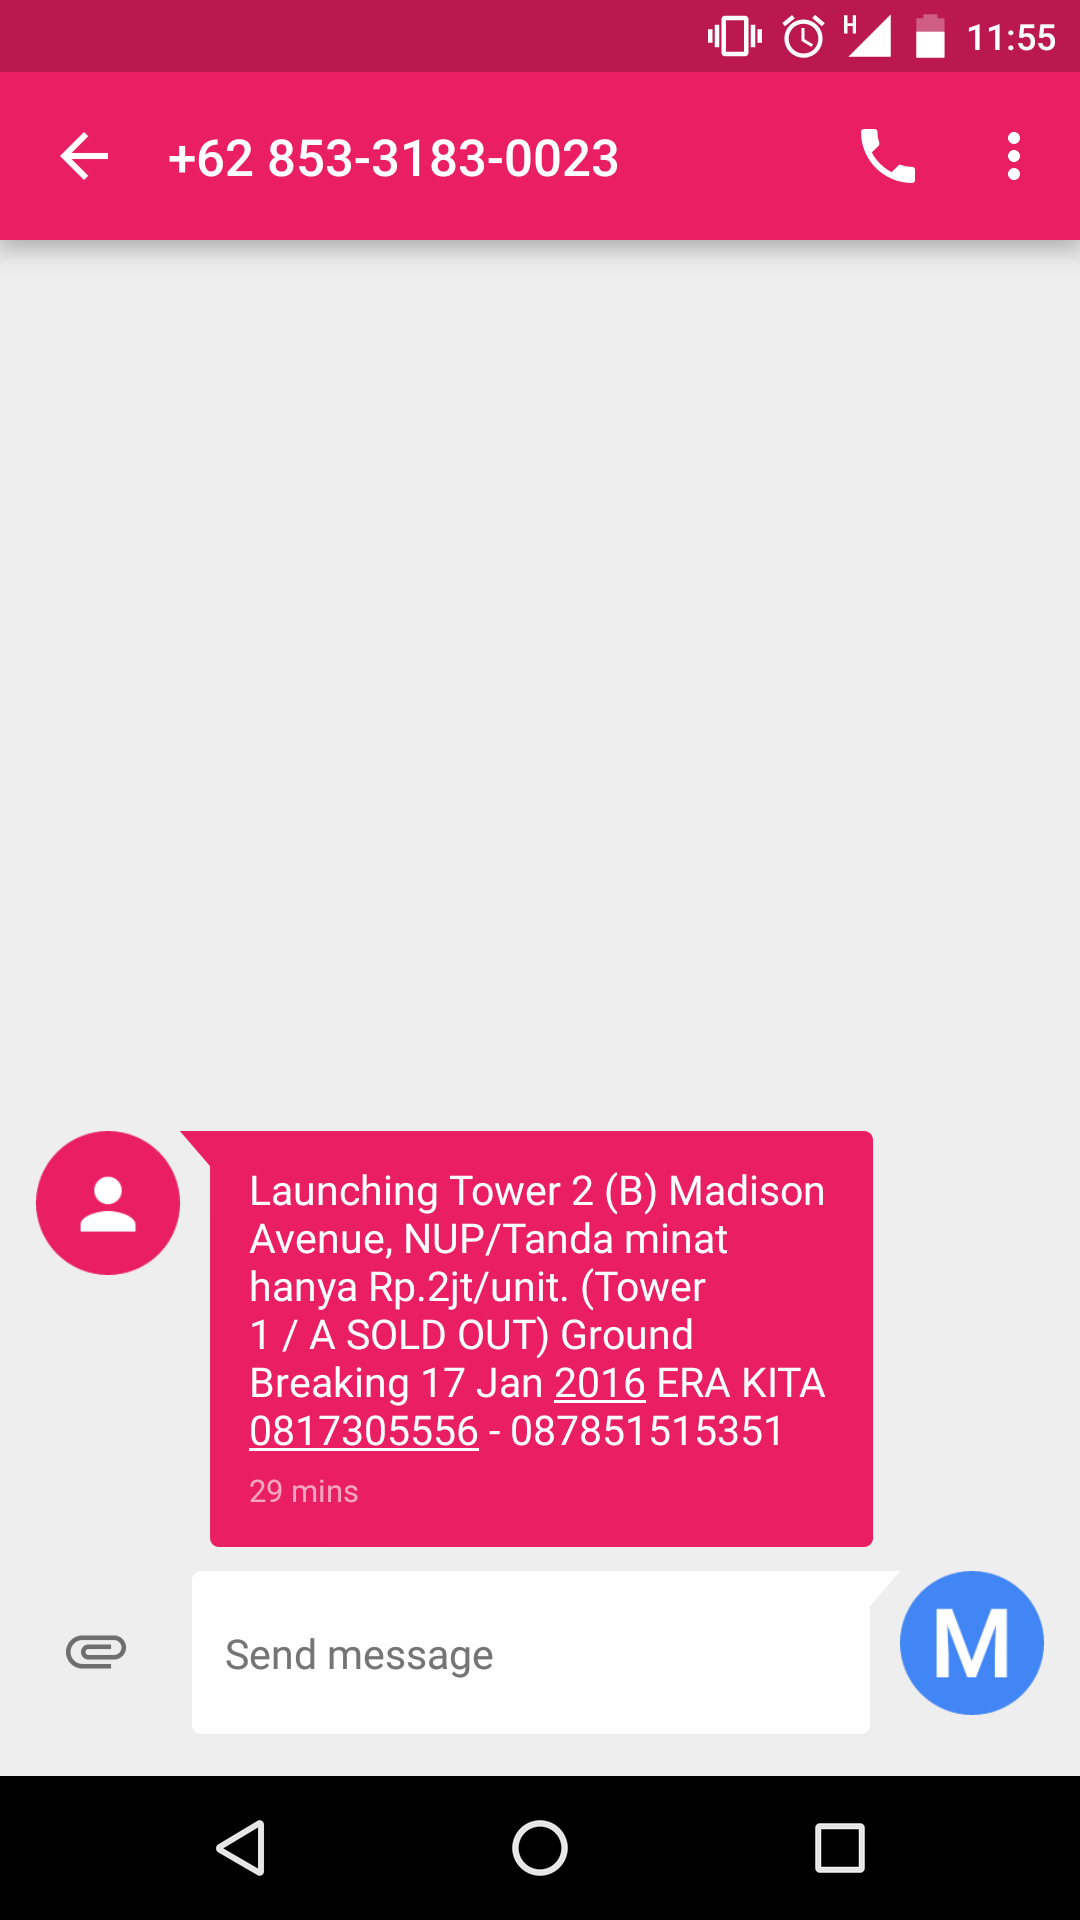 H 11:55
+62 853-3183-0023
Launching Tower 2 (B) Madison
Avenue, NUP/Tanda minat
hanya Rp.2jt/unit. (Tower
1 / A SOLD OUT) Ground
Breaking 17 Jan 2016 ERA KITA
0817305556 - 087851515351
29 mins
Send message
M